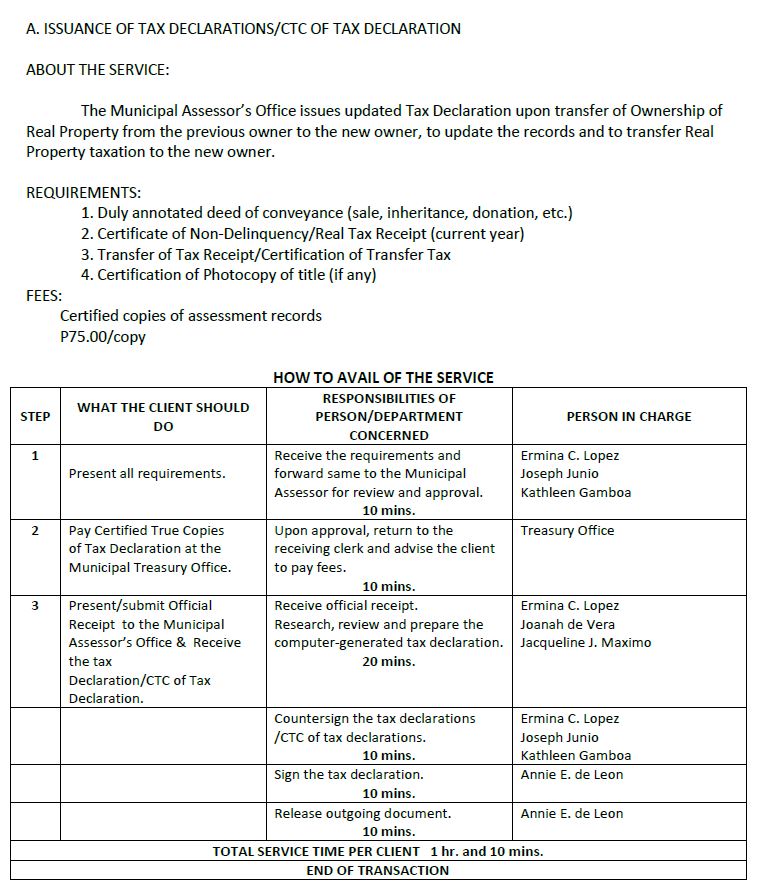 A. ISSUANCE OF TAX DECLARATIONS/CTC OF TAX DECLARATION
ABOUT THE SERVICE:
The Municipal Assessor’s Office issues updated Tax Declaration upon transfer of Ownership of
Real Property from the previous owner to the new owner, to update the records and to transfer Real
Property taxation to the new owner.
REQUIREMENTS:
1. Duly annotated deed of conveyance (sale, inheritance, donation, etc.)
2. Certificate of Non-Delinquency/Real Tax Receipt (current year)
3. Transfer of Tax Receipt/Certification of Transfer Tax
4. Certification of Photocopy of title (if any)
FEES:
Certified copies of assessment records
P75.00/copy
HOW TO AVAIL OF THE SERVICE
STEP
WHAT THE CLIENT SHOULD
DO
RESPONSIBILITIES OF
PERSON/DEPARTMENT
CONCERNED
PERSON IN CHARGE
1
Present all requirements.
Receive the requirements and
forward same to the Municipal
Assessor for review and approval.
10 mins.
Ermina C. Lopez
Joseph Junio
Kathleen Gamboa
2
Pay Certified True Copies
of Tax Declaration at the
Municipal Treasury Office.
Upon approval, return to the
receiving clerk and advise the client
to pay fees.
10 mins.
Treasury Office
3
Present/submit Official
Receipt to the Municipal
Assessor’s Office & Receive
the tax
Declaration/CTC of Tax
Declaration.
Receive official receipt.
Research, review and prepare the
computer-generated tax declaration.
20 mins.
Ermina C. Lopez
Joanah de Vera
Jacqueline J. Maximo
Countersign the tax declarations
/CTC of tax declarations.
10 mins.
Ermina C. Lopez
Joseph Junio
Kathleen Gamboa
Sign the tax declaration.
10 mins.
Annie E. de Leon
Release outgoing document.
10 mins.
Annie E. de Leon
TOTAL SERVICE TIME PER CLIENT 1 hr. and 10 mins.
END OF TRANSACTION